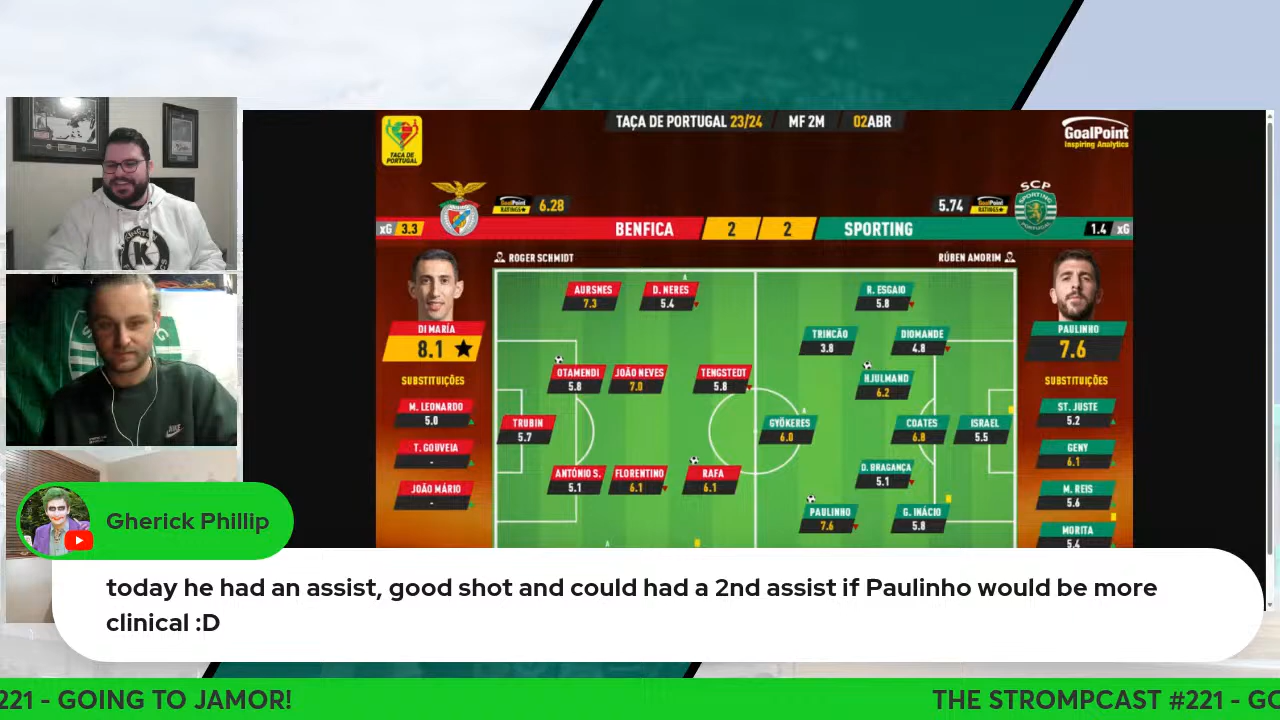 TAÇA DE PORTUGAL 23/24 MF 2M 02ABR
TAÇA DE PORTUGAL
GoalPoint
Inspiring Analytics
SCP
SPORTING
PORTUGAL
GoalPoint RATINGS 6.28
5.74 GoalPoint RATINGS
xG 3.3 BENFICA 2 2 SPORTING 1.4 xG
ROGER SCHMIDT
RÚBEN AMORIM
DI MARÍA
8.1
SUBSTITUIÇÕES
M. LEONARDO
5.0
T. GOUVEIA
-
JOÃO MÁRIO
-
A
AURSNES
7.3
D. NERES
5.4
OTAMENDI
5.8
JOÃO NEVES
7.0
TENGSTEDT
5.8
TRUBIN
5.7
ANTÓNIO S.
5.1
FLORENTINO
6.1
RAFA
6.1
A
R. ESGAIO
5.8
TRINCÃO
3.8
DIOMANDE
4.8
HJULMAND
6.2
A
GYÖKERES
6.0
COATES
6.8
ISRAEL
5.5
D. BRAGANÇA
5.1
PAULINHO
7.6
G. INÁCIO
5.8
PAULINHO
7.6
SUBSTITUIÇÕES
ST. JUSTE
5.2
GENY
6.1
M. REIS
5.6
MORITA
5.4
K
Gherick Phillip
today he had an assist, good shot and could had a 2nd assist if Paulinho would be more
clinical :D
221 - GOING TO JAMOR! THE STROMPCAST #221 - GO